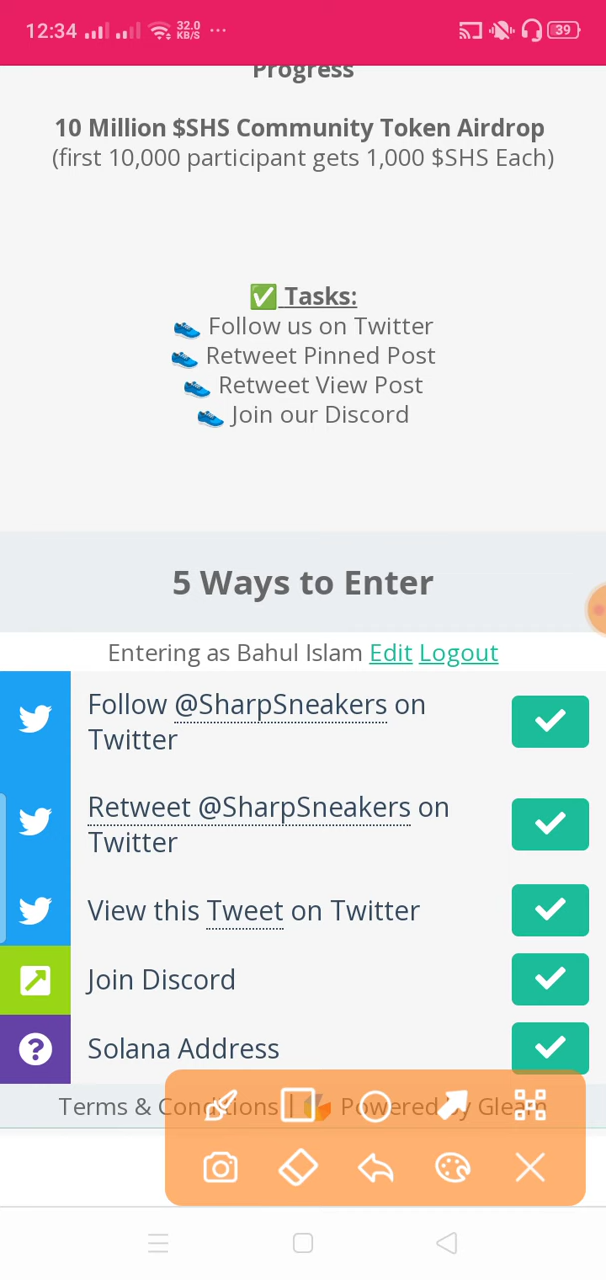 12:34
32.0
KB/S
39
Progress
10 Million $SHS Community Token Airdrop
(first 10,000 participant gets 1,000 $SHS Each)
✅ Tasks:
👟 Follow us on Twitter
👟 Retweet Pinned Post
👟 Retweet View Post
👟 Join our Discord
5 Ways to Enter
Entering as Bahul Islam Edit Logout
Follow @SharpSneakers on
Twitter
Retweet @SharpSneakers on
Twitter
View this Tweet on Twitter
Join Discord
Solana Address
Terms & Conditions | Powered by Gleam